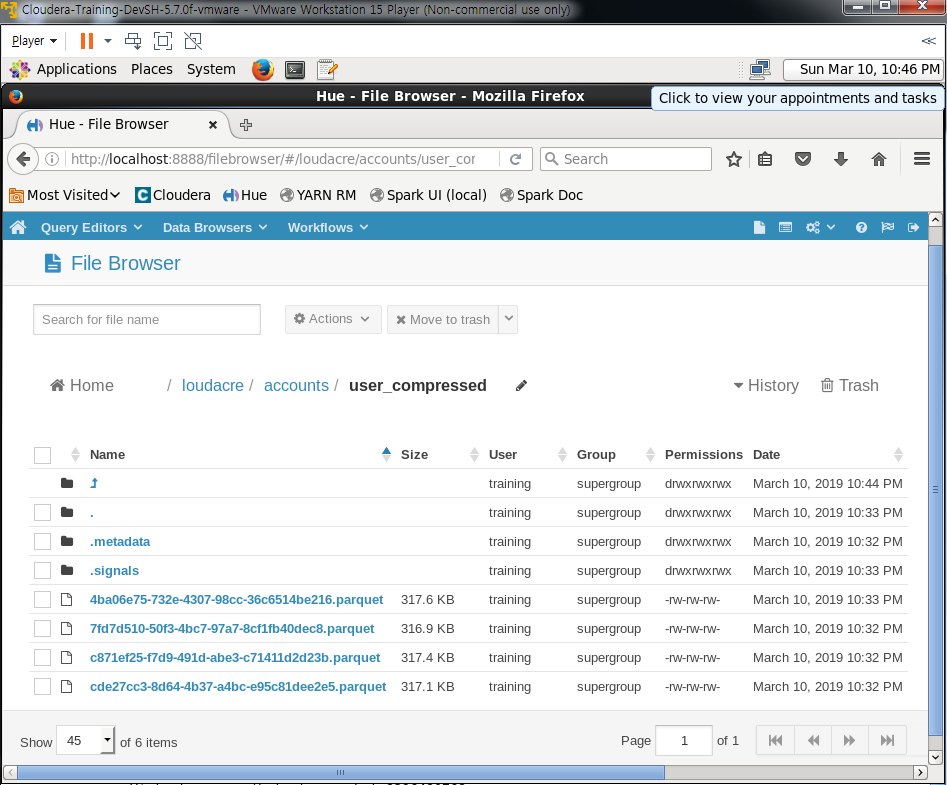 Cloudera-Training-DevSH-5.7.0f-vmware - VMware Workstation 15 Player (Non-commercial use only)
Player
Applications Places System Sun Mar 10, 10:46 PM
Hue - File Browser - Mozilla Firefox
Click to view your appointments and tasks
Hue - File Browser
http://localhost:8888/filebrowser/#/loudacre/accounts/user_cor Search
Most Visited Cloudera Hue YARN RM Spark UI (local) Spark Doc
Query Editors Data Browsers Workflows
File Browser
Search for file name Actions Move to trash
Home / loudacre / accounts / user_compressed History Trash
Name Size User Group Permissions Date
training supergroup drwxrwxrwx March 10, 2019 10:44 PM
. training supergroup drwxrwxrwx March 10, 2019 10:33 PM
.metadata training supergroup drwxrwxrwx March 10, 2019 10:32 PM
.signals training supergroup drwxrwxrwx March 10, 2019 10:33 PM
4ba06e75-732e-4307-98cc-36c6514be216.parquet 317.6 KB training supergroup -rw-rw-rw- March 10, 2019 10:33 PM
7fd7d510-50f3-4bc7-97a7-8cf1fb40dec8.parquet 316.9 KB training supergroup -rw-rw-rw- March 10, 2019 10:32 PM
c871ef25-f7d9-491d-abe3-c71411d2d23b.parquet 317.4 KB training supergroup -rw-rw-rw- March 10, 2019 10:32 PM
cde27cc3-8d64-4b37-a4bc-e95c81dee2e5.parquet 317.1 KB training supergroup -rw-rw-rw- March 10, 2019 10:32 PM
Show 45 of 6 items Page 1 of 1